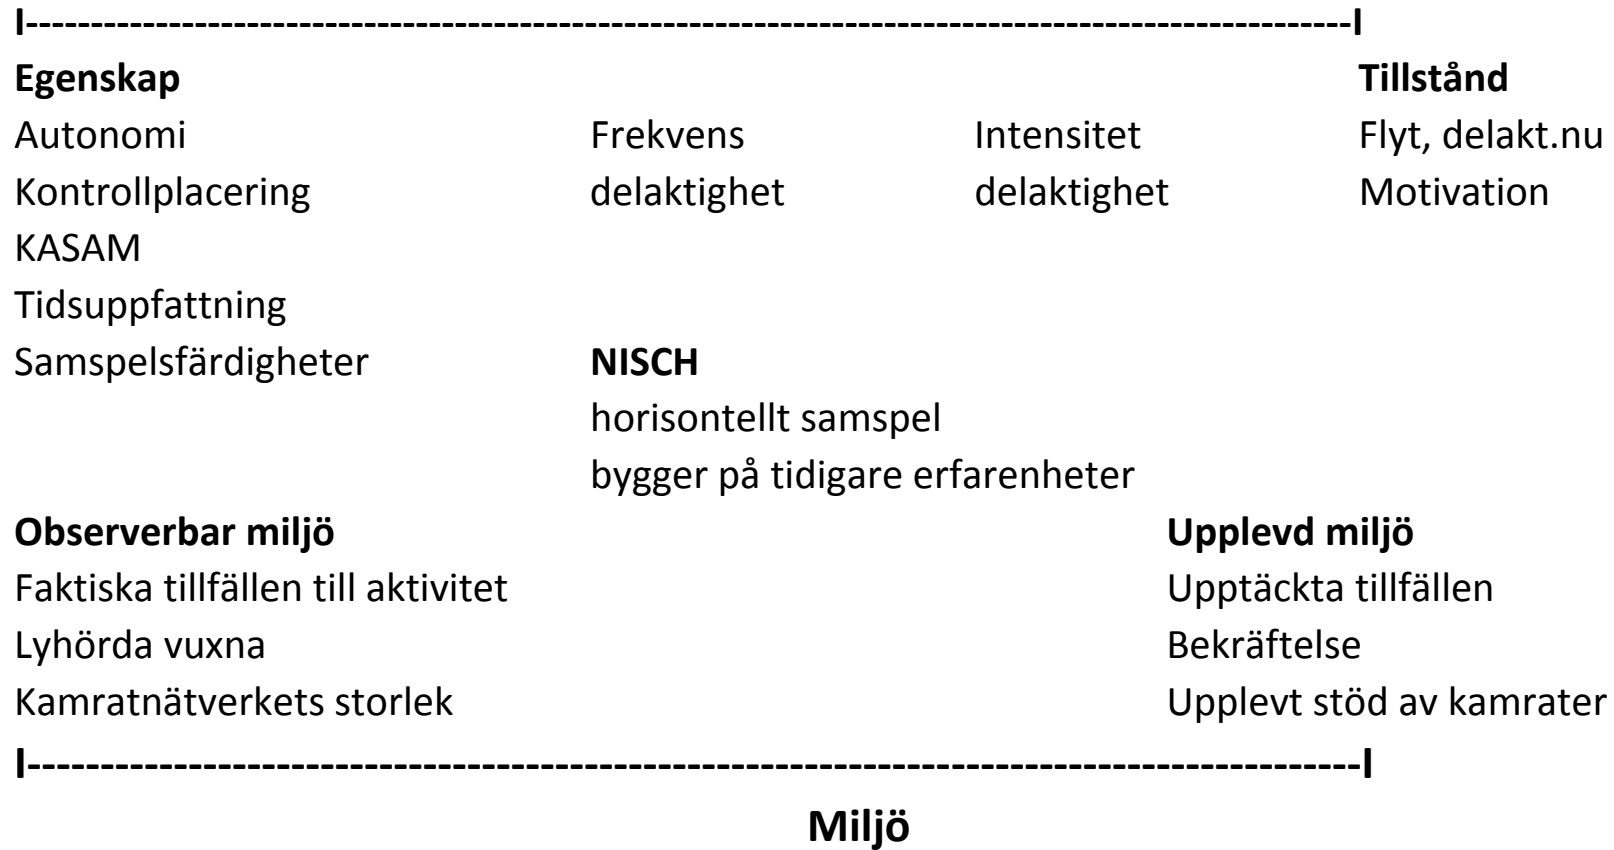 I-------------------------------------------------------------------------------------I
Egenskap Tillstånd
Autonomi Frekvens Intensitet Flyt, delakt.nu
Kontrollplacering delaktighet delaktighet Motivation
KASAM
Tidsuppfattning
Samspelsfärdigheter NISCH
horisontellt samspel
bygger på tidigare erfarenheter
Observerbar miljö Upplevd miljö
Faktiska tillfällen till aktivitet Upptäckta tillfällen
Lyhörda vuxna Bekräftelse
Kamratnätverkets storlek Upplevt stöd av kamrater
I-------------------------------------------------------------------------------------I
Miljö